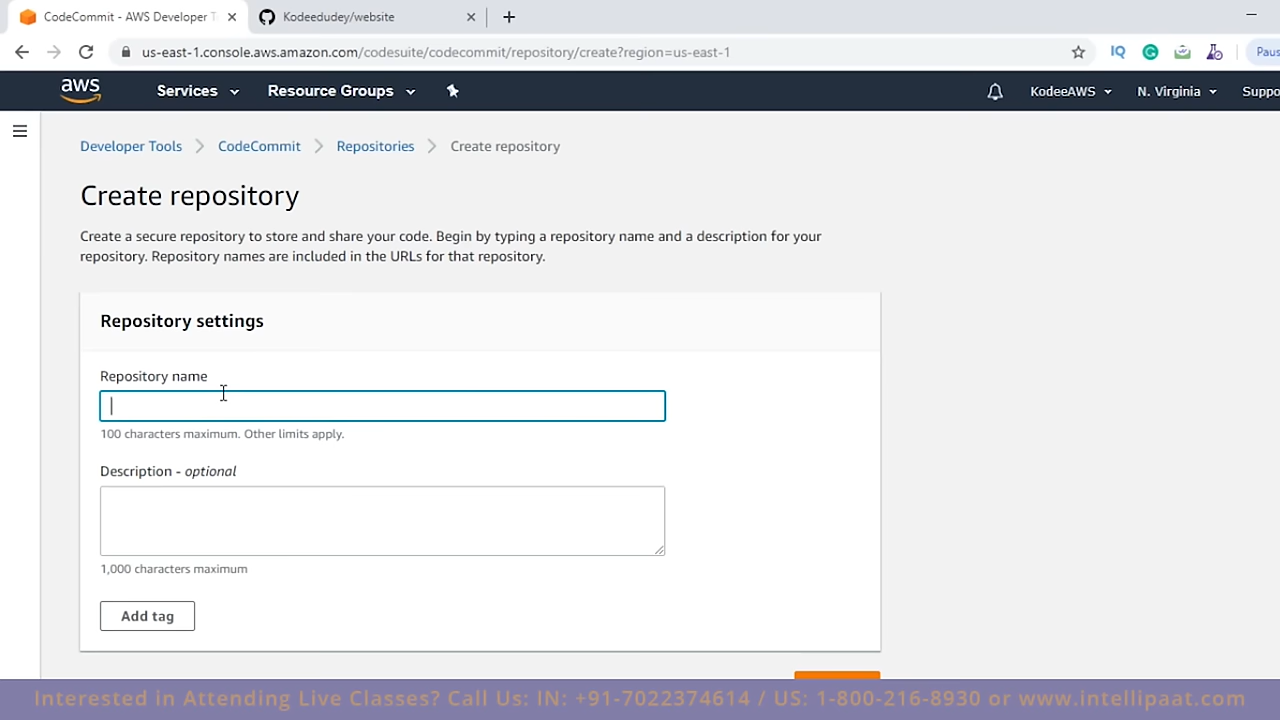 CodeCommit - AWS Developer T
Kodeedudey/website
us-east-1.console.aws.amazon.com/codesuite/codecommit/repository/create?region=us-east-1
IQ
Paus
aws
Services
Resource Groups
KodeeAWS
N. Virginia
Suppo
Developer Tools
CodeCommit
Repositories
Create repository
Create repository
Create a secure repository to store and share your code. Begin by typing a repository name and a description for your
repository. Repository names are included in the URLs for that repository.
Repository settings
Repository name
100 characters maximum. Other limits apply.
Description - optional
1,000 characters maximum
Add tag
Interested in Attending Live Classes? Call Us: IN: +91-7022374614 / US: 1-800-216-8930 or www.intellipaat.com